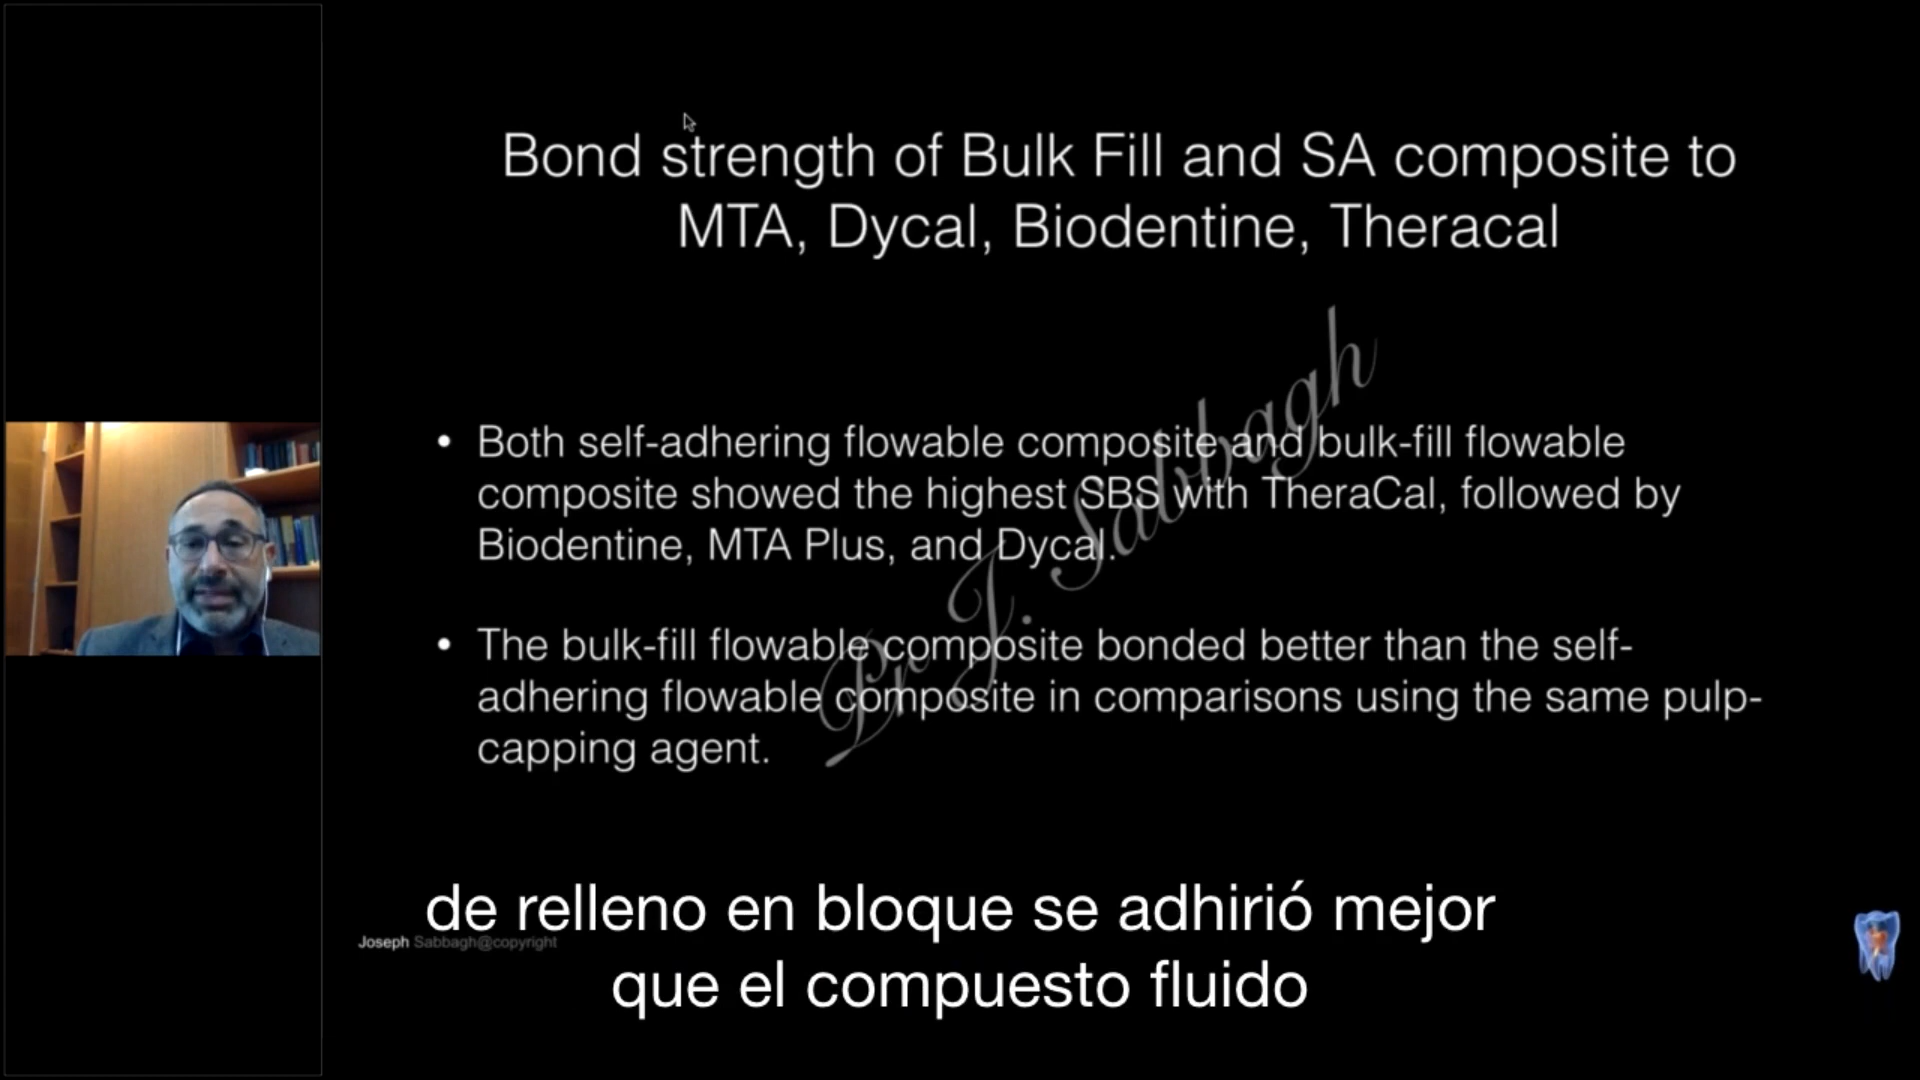 Bond strength of Bulk Fill and SA composite to
MTA, Dycal, Biodentine, Theracal
• Both self-adhering flowable composite and bulk-fill flowable
composite showed the highest SBS with TheraCal, followed by
Biodentine, MTA Plus, and Dycal.
• The bulk-fill flowable composite bonded better than the self-
adhering flowable composite in comparisons using the same pulp-
capping agent.
Pr J. Sabbagh
de relleno en bloque se adhirió mejor
Joseph Sabbagh@copyright
que el compuesto fluido